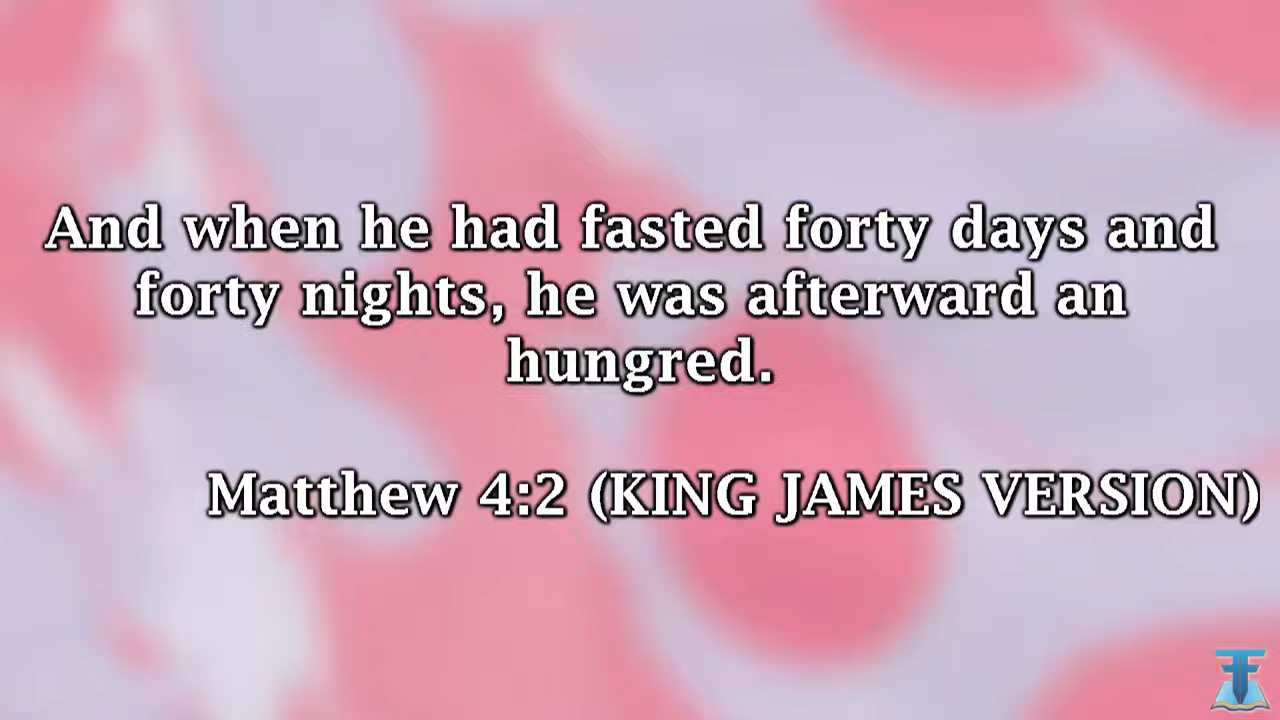 And when he had fasted forty days and
forty nights, he was afterward an
hungred.
Matthew 4:2 (KING JAMES VERSION)